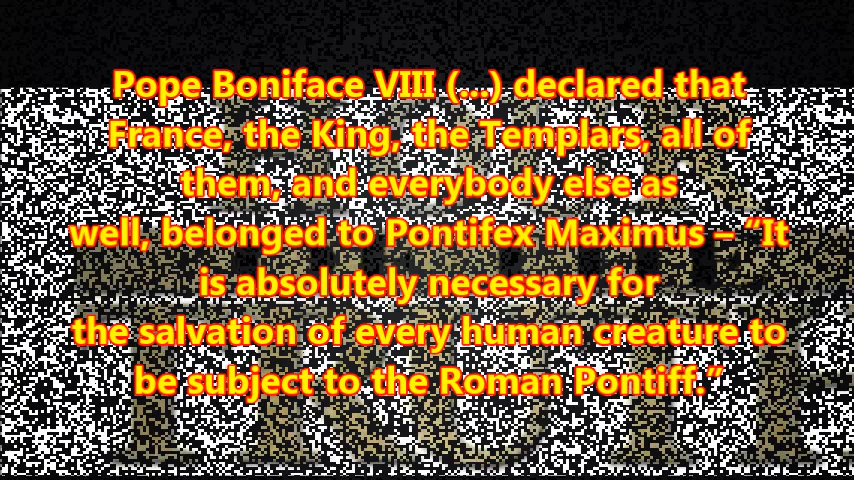 Pope Boniface VIII (...) declared that
France, the King, the Templars, all of
them, and everybody else as
well, belonged to Pontifex Maximus – “It
is absolutely necessary for
the salvation of every human creature to
be subject to the Roman Pontiff.”